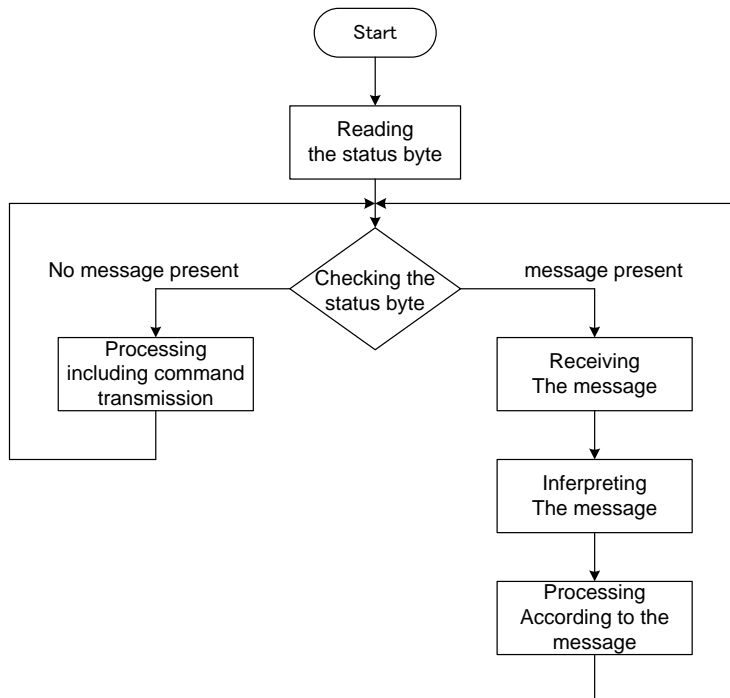 Start
Reading
the status byte
No message present
Checking the
status byte
message present
Processing
including command
transmission
Receiving
The message
Inferpreting
The message
Processing
According to the
message